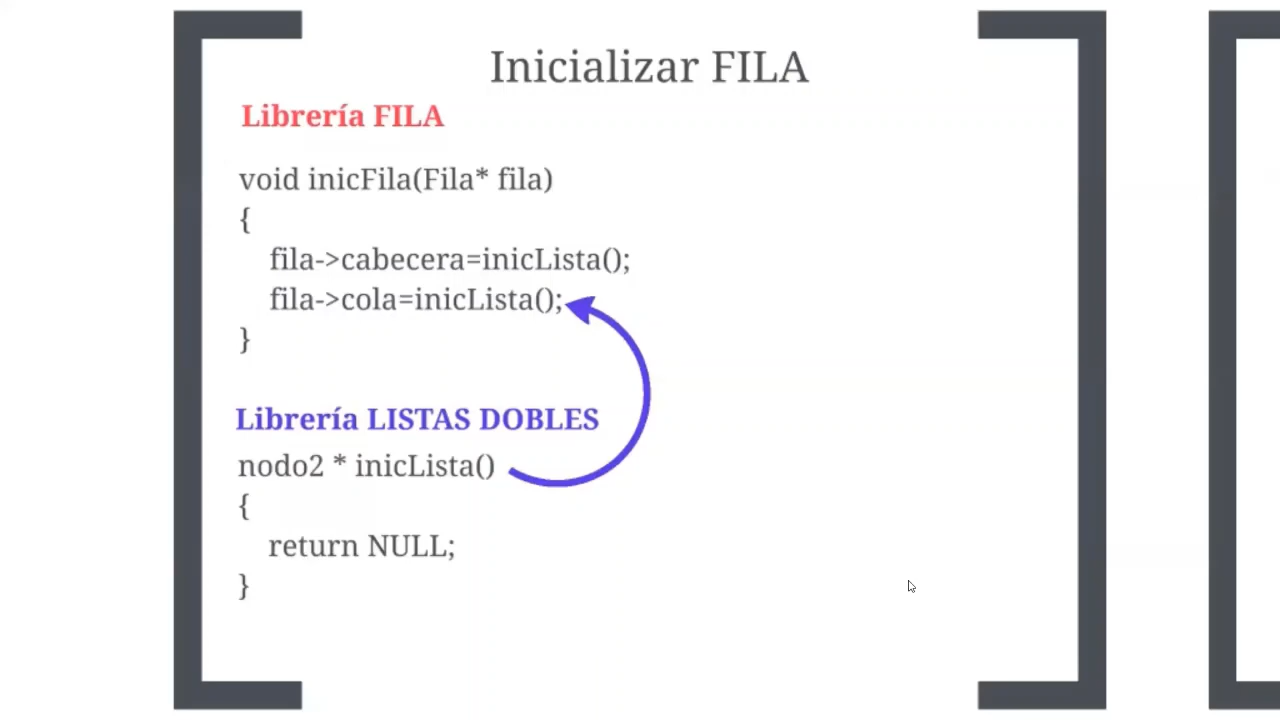 Inicializar FILA
Librería FILA
void inicFila(Fila* fila)
{
fila->cabecera=inicLista();
fila->cola=inicLista();
}
Librería LISTAS DOBLES
nodo2 * inicLista()
{
return NULL;
}